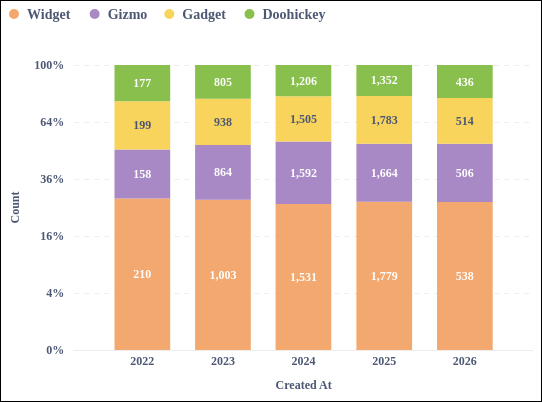 Widget Gizmo Gadget Doohickey
100%
64%
36%
16%
4%
0%
Count
177 805 1,206 1,352 436
199 938 1,505 1,783 514
158 864 1,592 1,664 506
210 1,003 1,531 1,779 538
2022 2023 2024 2025 2026
Created At